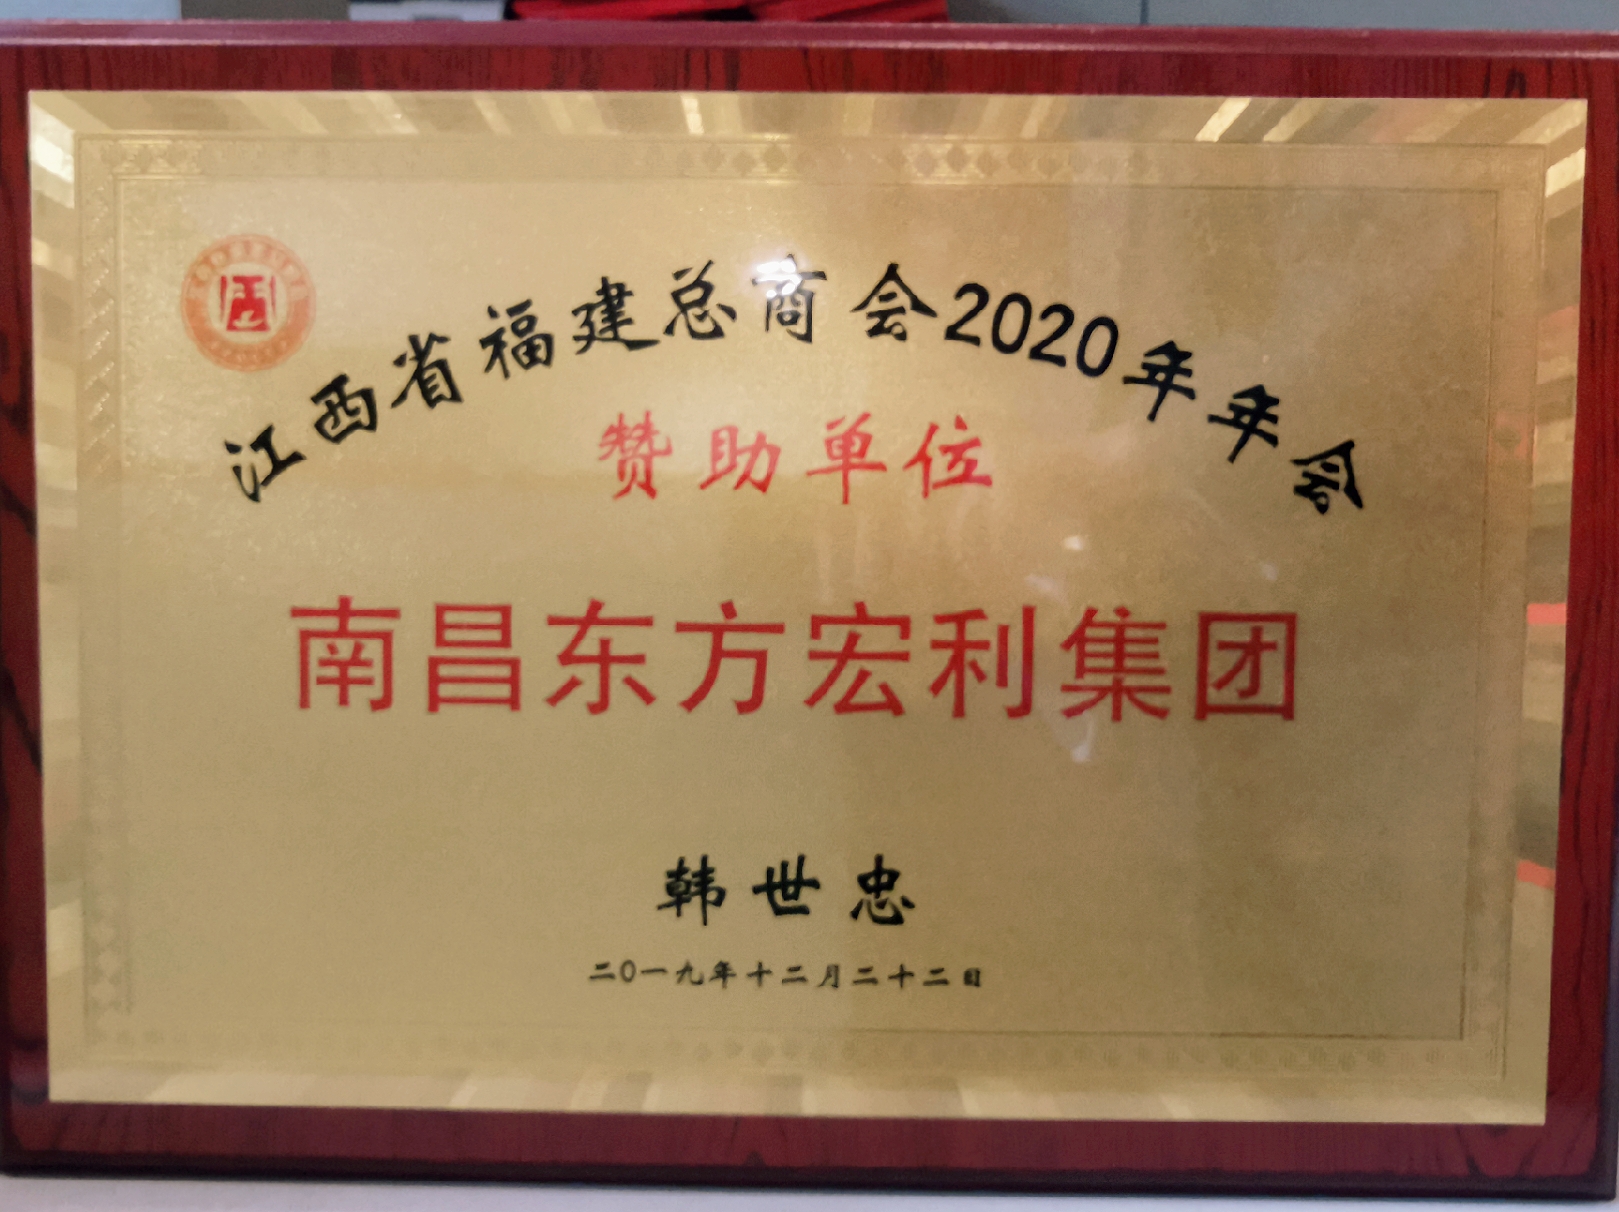 江西省福建总商会2020年年会
赞助单位
南昌东方宏利集团
韩世忠
二〇一九年十二月二十二日